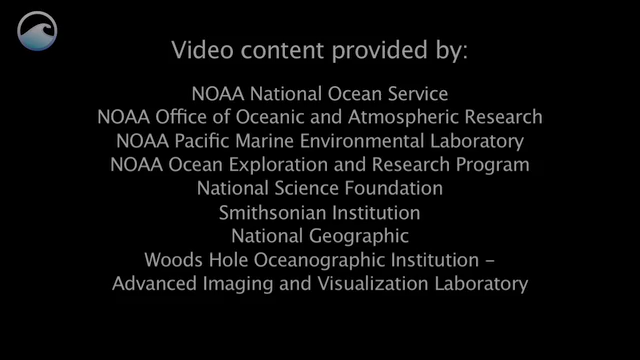 Video content provided by:
NOAA National Ocean Service
NOAA Office of Oceanic and Atmospheric Research
NOAA Pacific Marine Environmental Laboratory
NOAA Ocean Exploration and Research Program
National Science Foundation
Smithsonian Institution
National Geographic
Woods Hole Oceanographic Institution –
Advanced Imaging and Visualization Laboratory